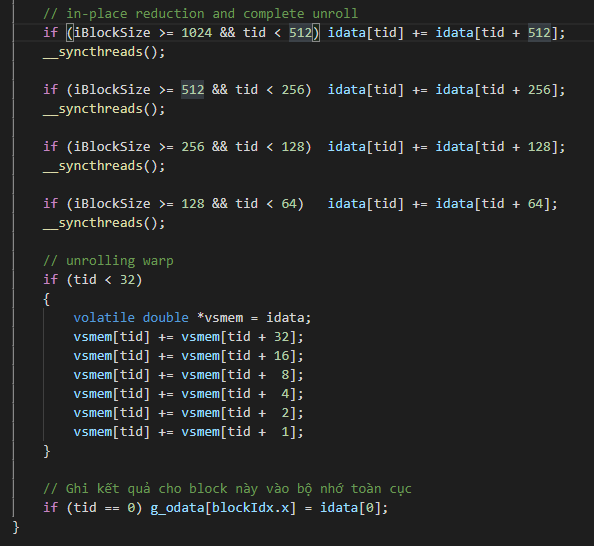 // in-place reduction and complete unroll
if (iBlockSize >= 1024 && tid < 512) idata[tid] += idata[tid + 512];
__syncthreads();
if (iBlockSize >= 512 && tid < 256)  idata[tid] += idata[tid + 256];
__syncthreads();
if (iBlockSize >= 256 && tid < 128)  idata[tid] += idata[tid + 128];
__syncthreads();
if (iBlockSize >= 128 && tid < 64)   idata[tid] += idata[tid + 64];
__syncthreads();
// unrolling warp
if (tid < 32)
{
volatile double *vsmem = idata;
vsmem[tid] += vsmem[tid + 32];
vsmem[tid] += vsmem[tid + 16];
vsmem[tid] += vsmem[tid +  8];
vsmem[tid] += vsmem[tid +  4];
vsmem[tid] += vsmem[tid +  2];
vsmem[tid] += vsmem[tid +  1];
}
// Ghi kết quả cho block này vào bộ nhớ toàn cục
if (tid == 0) g_odata[blockIdx.x] = idata[0];
}